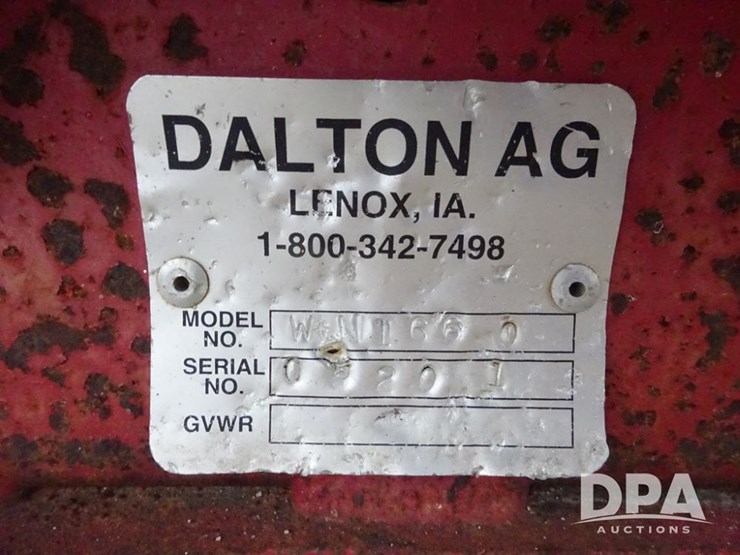 DALTON AG
LENOX, IA.
1-800-342-7498
MODEL NO. 
SERIAL NO. 
GVWR
DPA
AUCTIONS